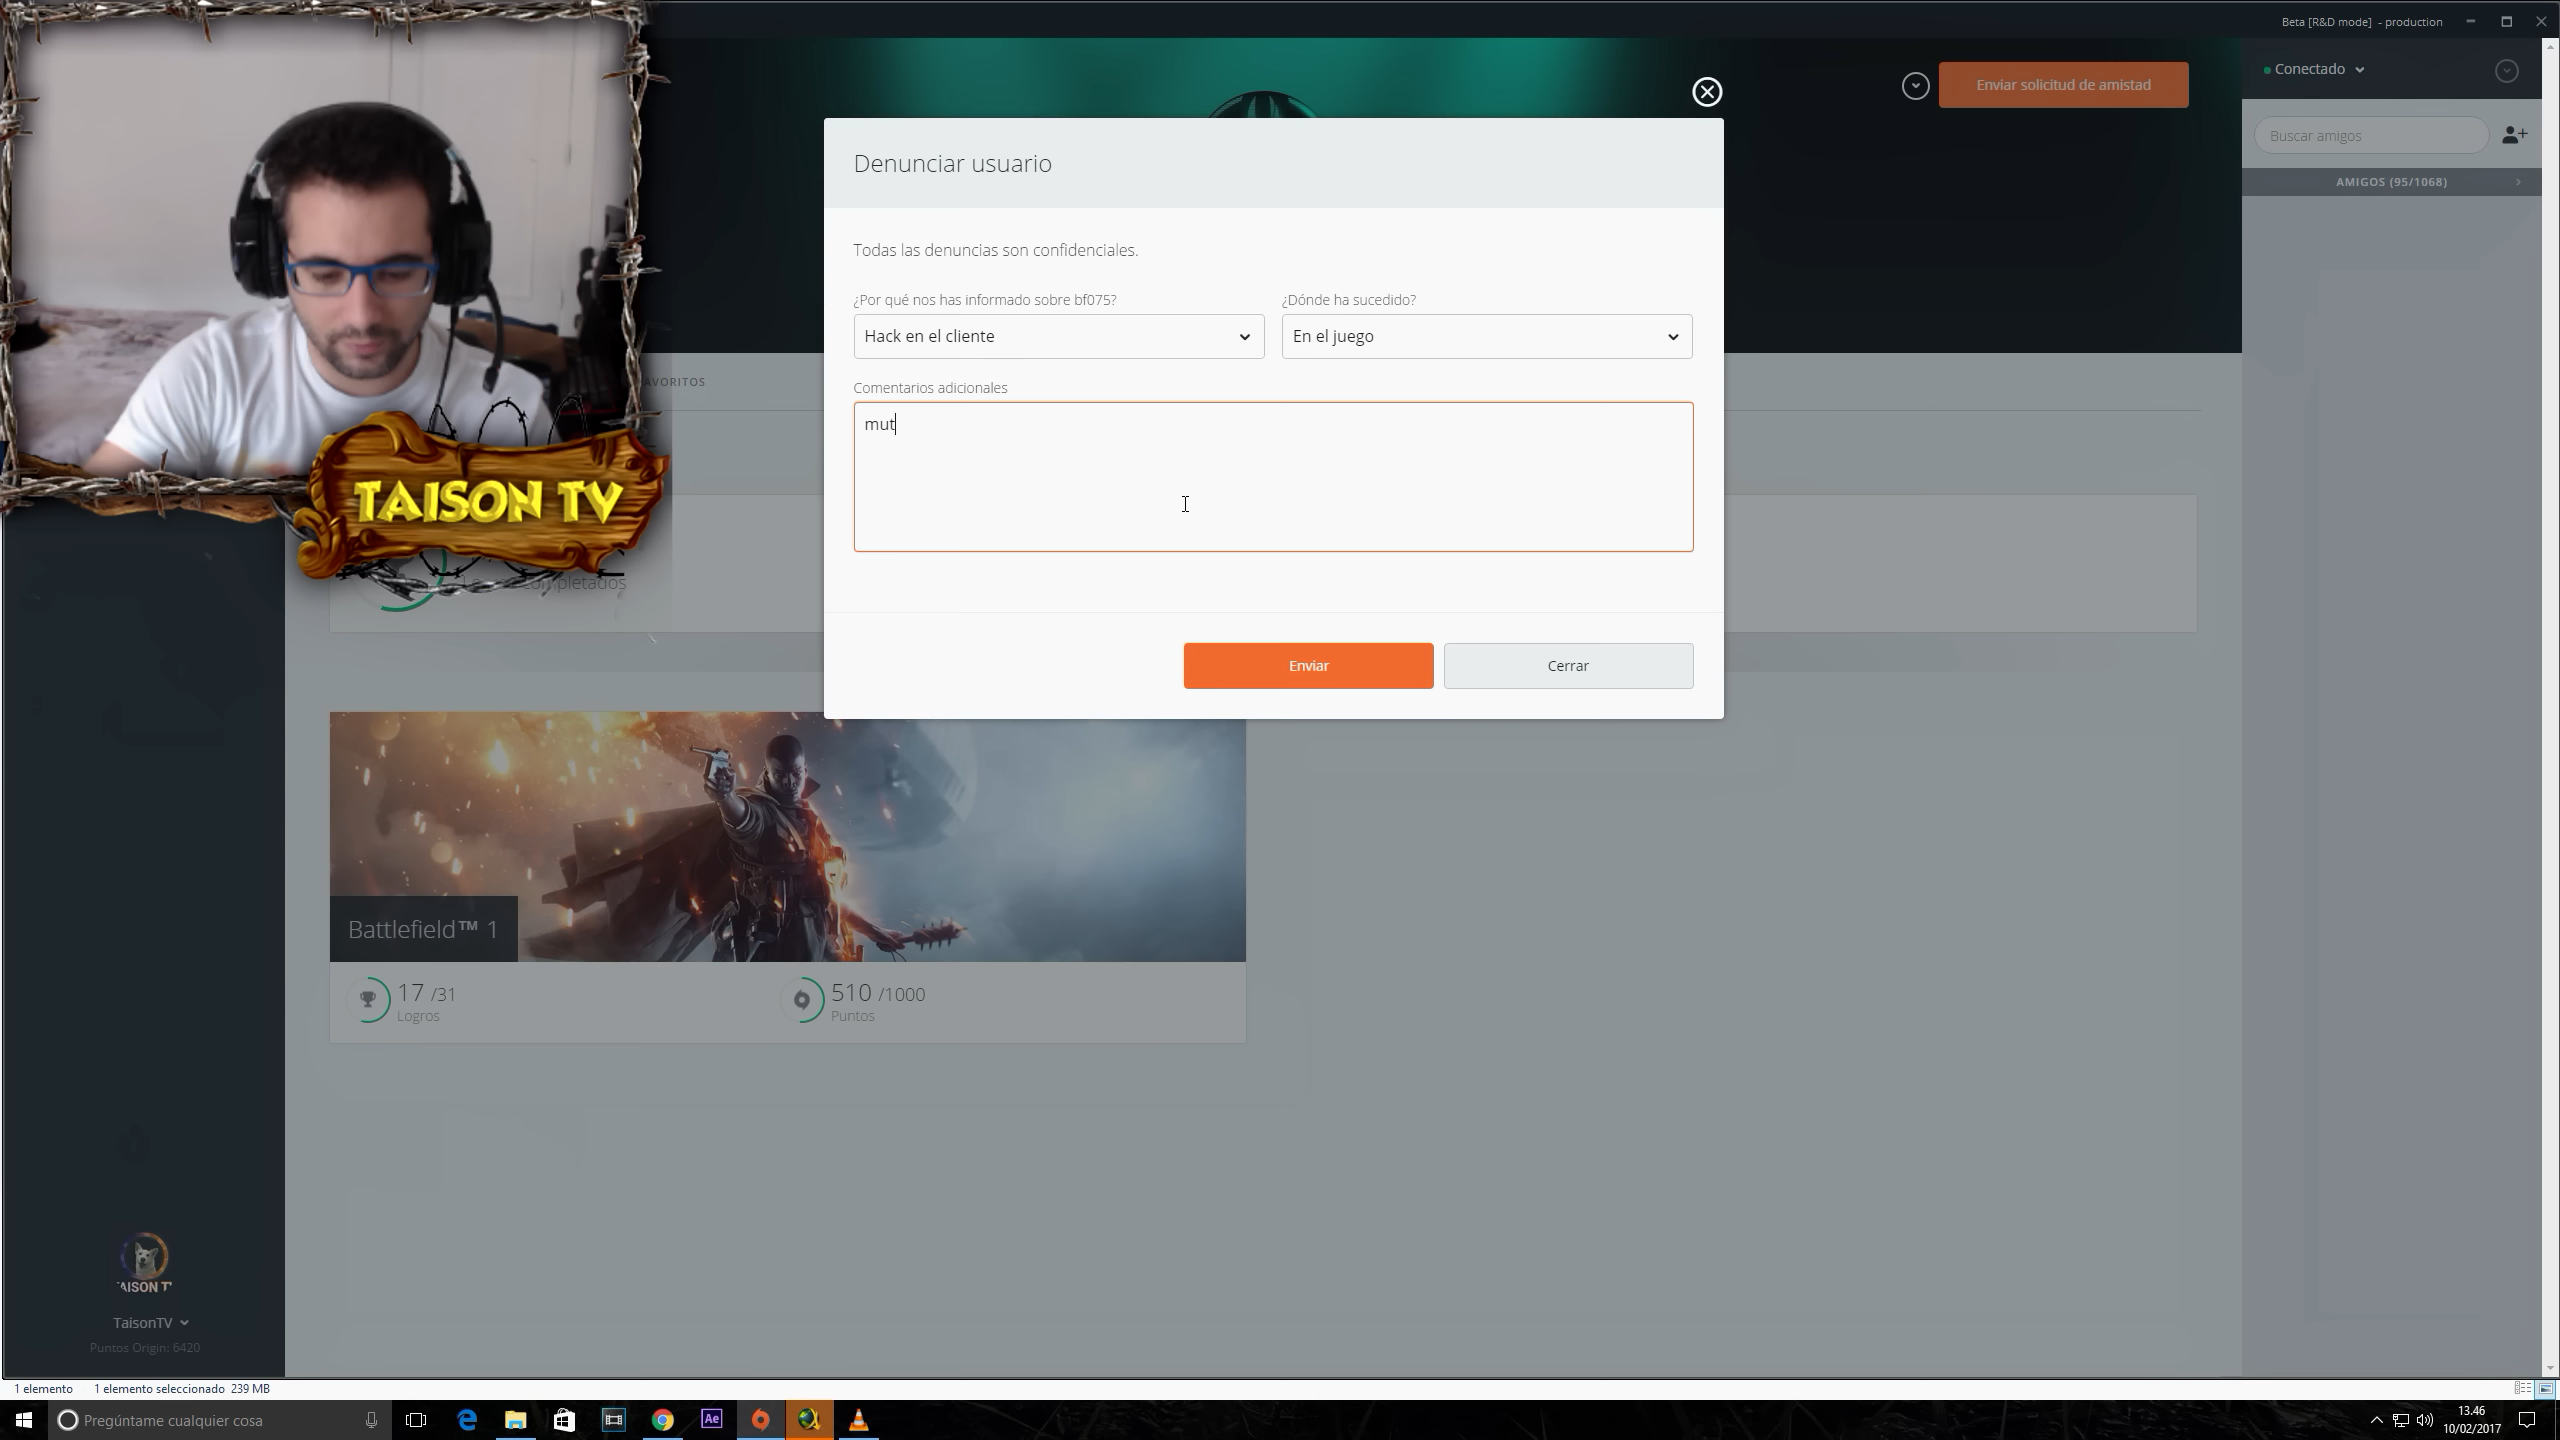 Beta [R&D mode] - production
Conectado
Enviar solicitud de amistad
Buscar amigos
AMIGOS (95/1068)
Denunciar usuario
Todas las denuncias son confidenciales.
¿Por qué nos has informado sobre bf075?
¿Dónde ha sucedido?
Hack en el cliente
En el juego
AVORITOS
Comentarios adicionales
mut
TAISON TV
pletados
Enviar
Cerrar
Battlefield™ 1
17 /31
Logros
510 /1000
Puntos
AISON T
TaisonTV
Puntos Origin: 6420
1 elemento
1 elemento seleccionado 239 MB
Pregúntame cualquier cosa
Ae
13.46
10/02/2017